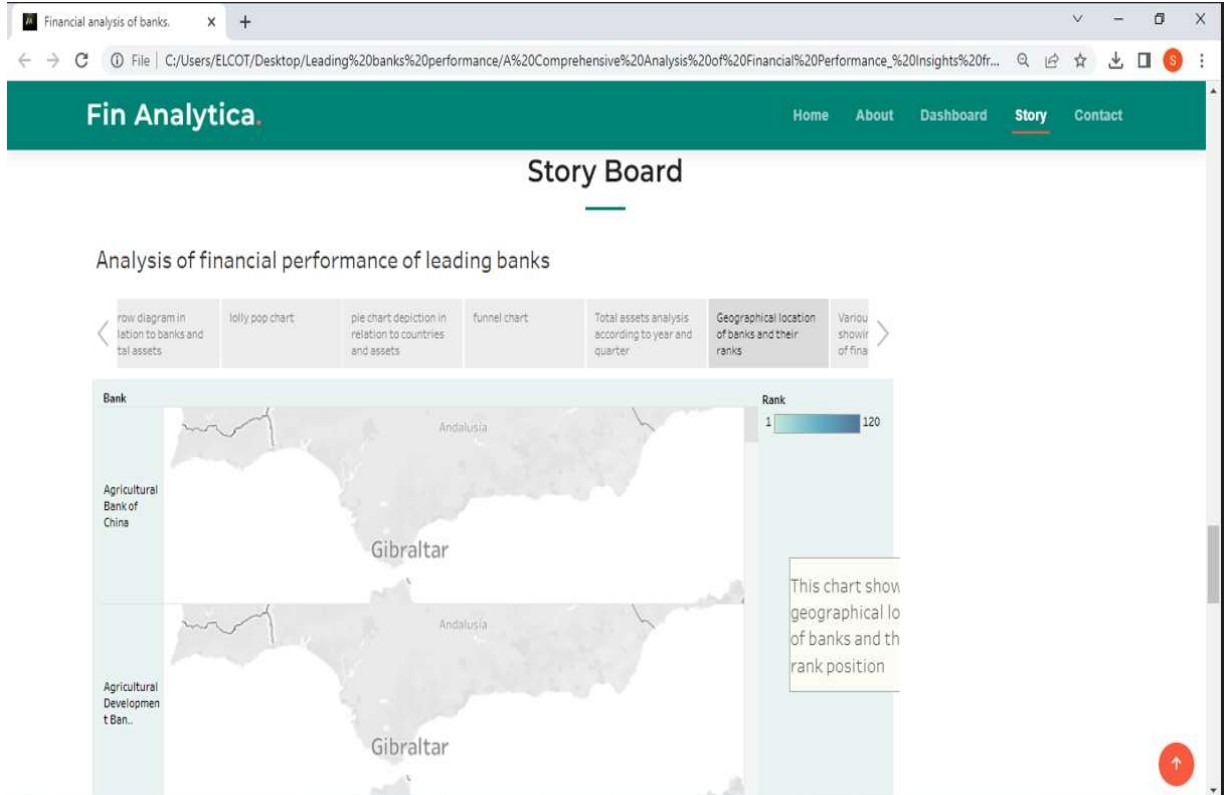 Financial analysis of banks.
File | C:/Users/ELCOT/Desktop/Leading%20banks%20performance/A%20Comprehensive%20Analysis%20of%20Financial%20Performance_%20Insights%20fr...
S
Fin Analytica.
Home About Dashboard Story Contact
Story Board
Analysis of financial performance of leading banks
row diagram in
lation to banks and
tal assets
lolly pop chart
pie chart depiction in
relation to countries
and assets
funnel chart
Total assets analysis
according to year and
quarter
Geographical location
of banks and their
ranks
Variou
showir
of fina
Bank
Rank
1 120
Andalusia
Agricultural
Bank of
China
Gibraltar
This chart show
geographical lo
of banks and th
rank position
Andalusia
Agricultural
Developmen
t Ban..
Gibraltar